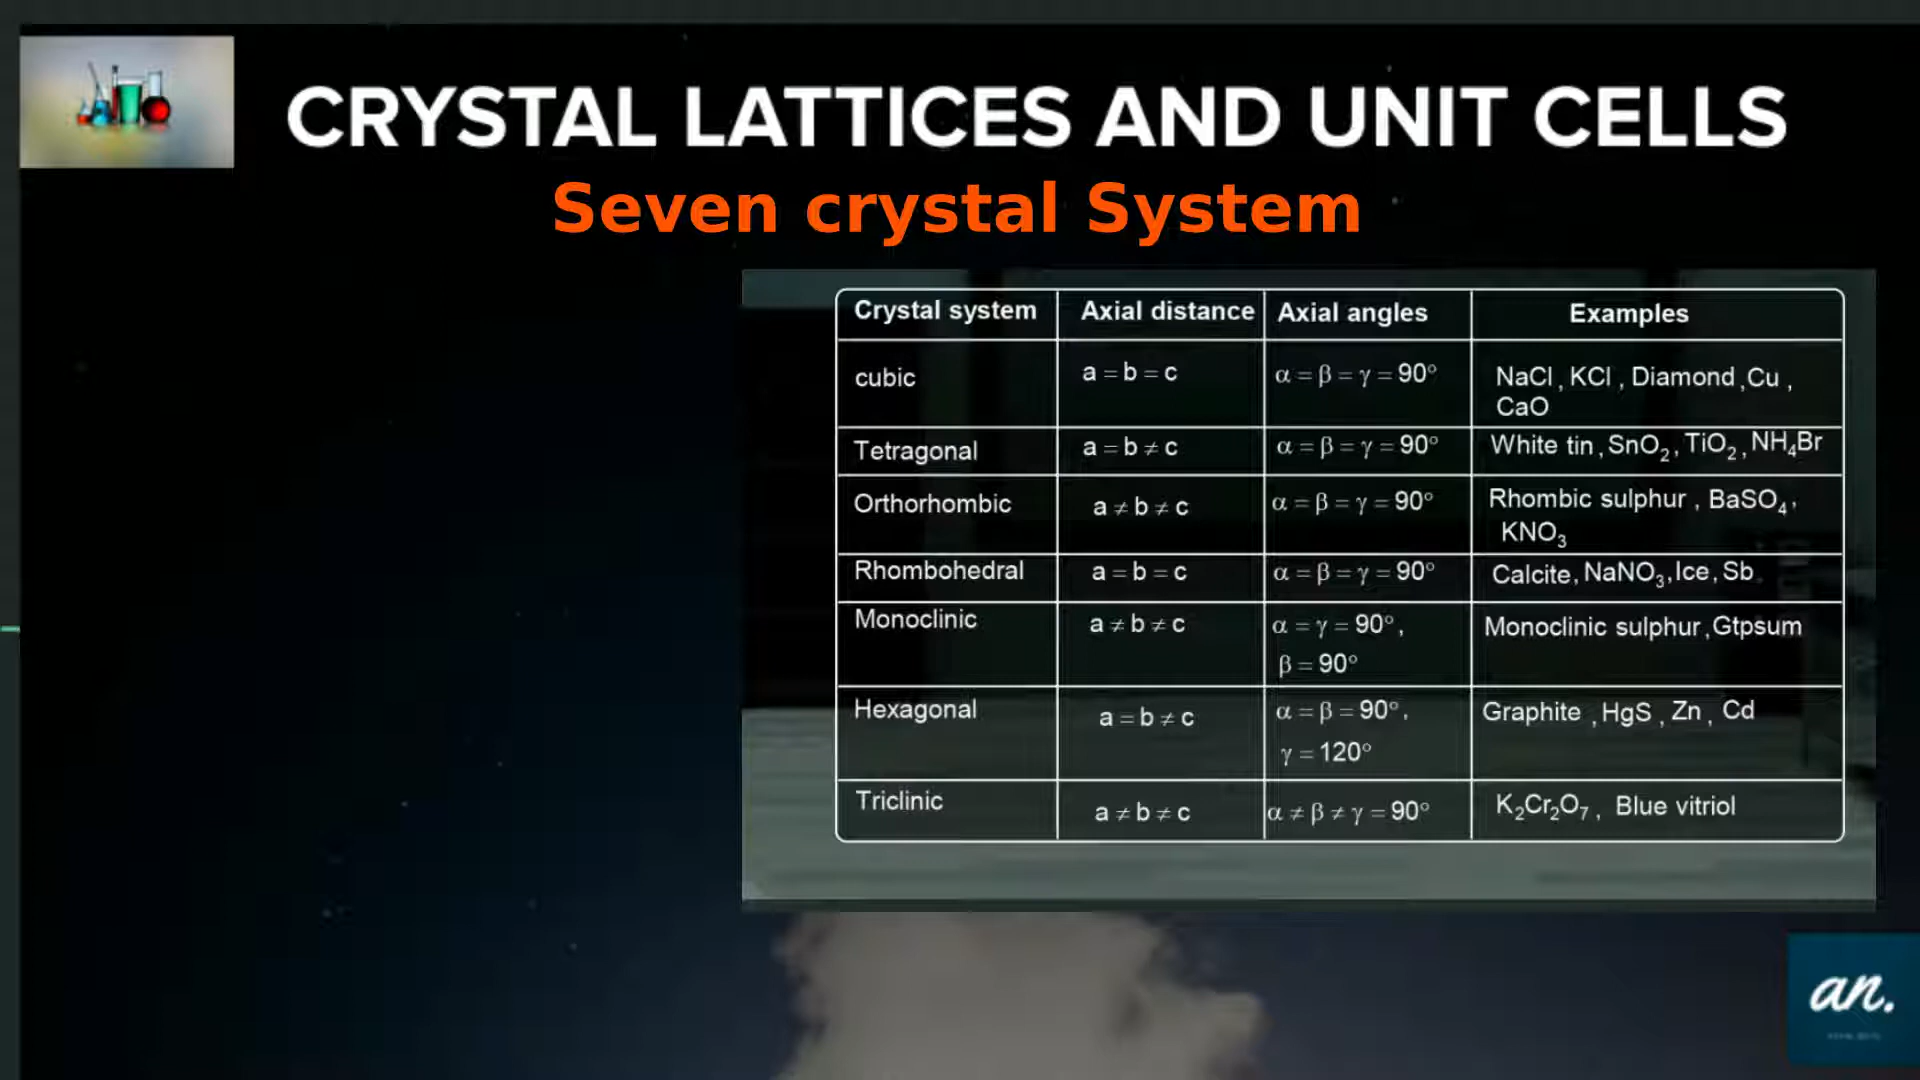 CRYSTAL LATTICES AND UNIT CELLS
Seven crystal System
Crystal system Axial distance Axial angles Examples
cubic a = b = c α = β = γ = 90° NaCl , KCl , Diamond , Cu ,
CaO
Tetragonal a = b ≠ c α = β = γ = 90° White tin , SnO₂ , TiO₂ , NH₄Br
Orthorhombic a ≠ b ≠ c α = β = γ = 90° Rhombic sulphur , BaSO₄ ,
KNO₃
Rhombohedral a = b = c α = β = γ = 90° Calcite , NaNO₃ , Ice , Sb
Monoclinic a ≠ b ≠ c α = γ = 90° , Monoclinic sulphur , Gtpsum
β = 90°
Hexagonal a = b ≠ c α = β = 90° , Graphite , HgS , Zn , Cd
γ = 120°
Triclinic a ≠ b ≠ c α ≠ β ≠ γ = 90° K₂Cr₂O₇ , Blue vitriol
an.